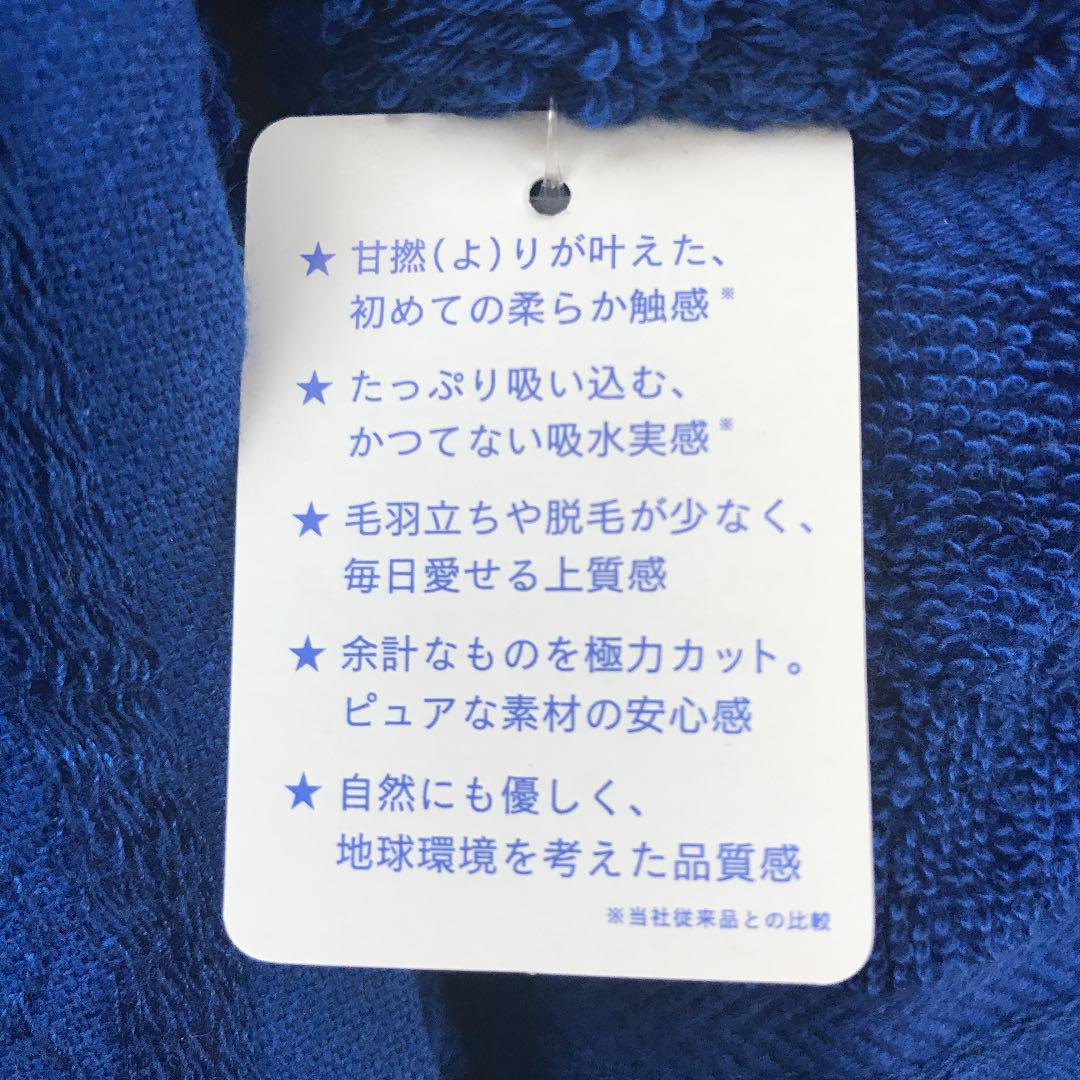 ★ 甘撚(よ)りが叶えた、
初めての柔らか触感※
★ たっぷり吸い込む、
かつてない吸水実感※
★ 毛羽立ちや脱毛が少なく、
毎日愛せる上質感
★ 余計なものを極力カット。
ピュアな素材の安心感
★ 自然にも優しく、
地球環境を考えた品質感
※当社従来品との比較